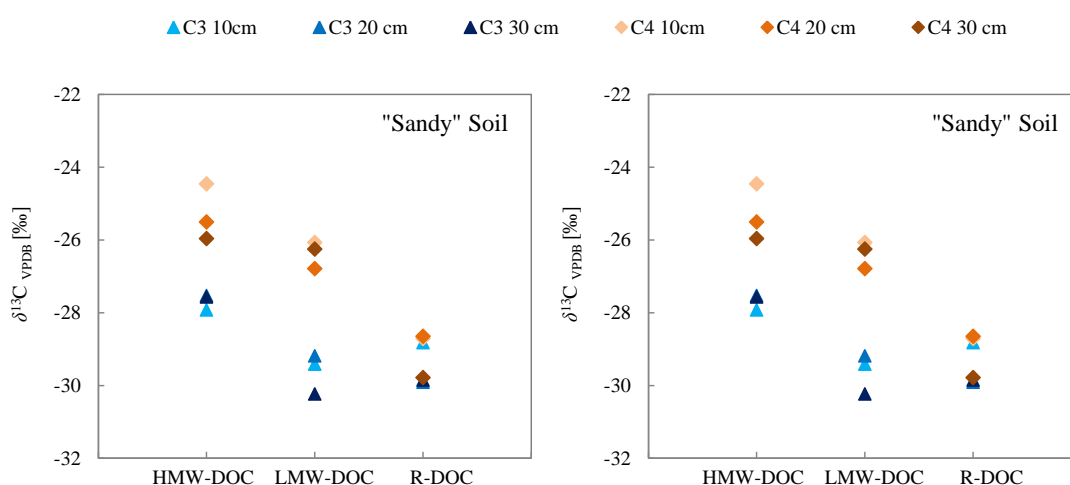 C3 10cm C3 20 cm C3 30 cm C4 10cm C4 20 cm C4 30 cm
"Sandy" Soil
δ¹³C VPDB [‰]
-22
-24
-26
-28
-30
-32
HMW-DOC LMW-DOC R-DOC
"Sandy" Soil
δ¹³C VPDB [‰]
-22
-24
-26
-28
-30
-32
HMW-DOC LMW-DOC R-DOC